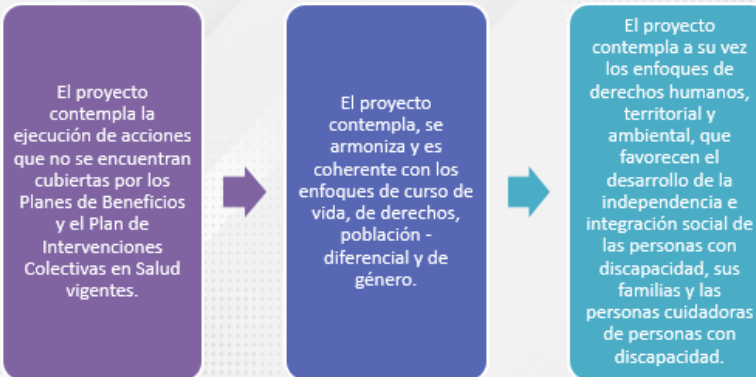 El proyecto
contempla la
ejecución de acciones
que no se encuentran
cubiertas por los
Planes de Beneficios
y el Plan de
Intervenciones
Colectivas en Salud
vigentes.
El proyecto
contempla, se
armoniza y es
coherente con los
enfoques de curso de
vida, de derechos,
población -
diferencial y de
género.
El proyecto
contempla a su vez
los enfoques de
derechos humanos,
territorial y
ambiental, que
favorecen el
desarrollo de la
independencia e
integración social de
las personas con
discapacidad, sus
familias y las
personas cuidadoras
de personas con
discapacidad.